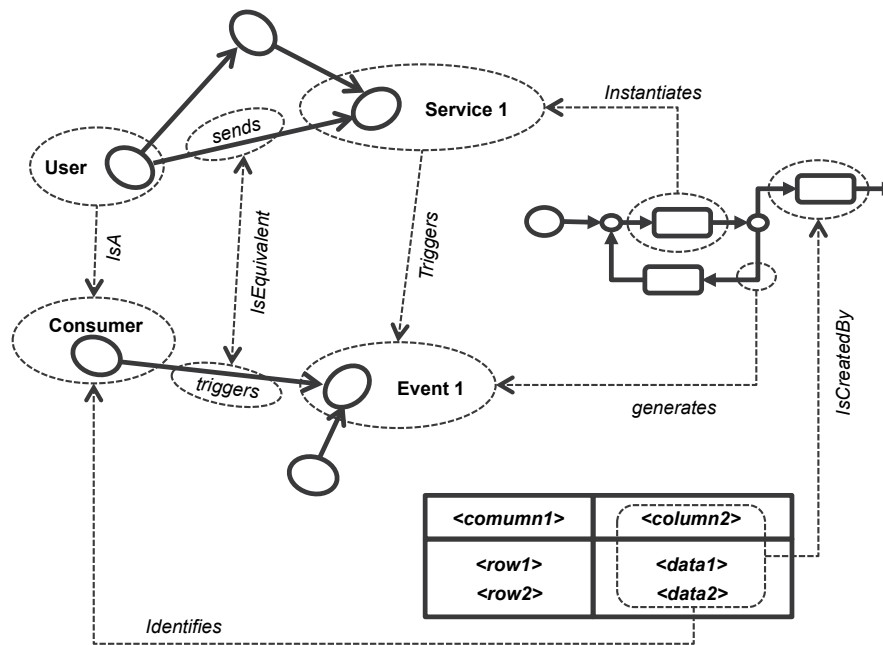 Instantiates
sends
Service 1
User
IsA
IsEquivalent
Triggers
Consumer
triggers
Event 1
generates
IsCreatedBy
<comumn1>
<column2>
<row1>
<data1>
<row2>
<data2>
Identifies